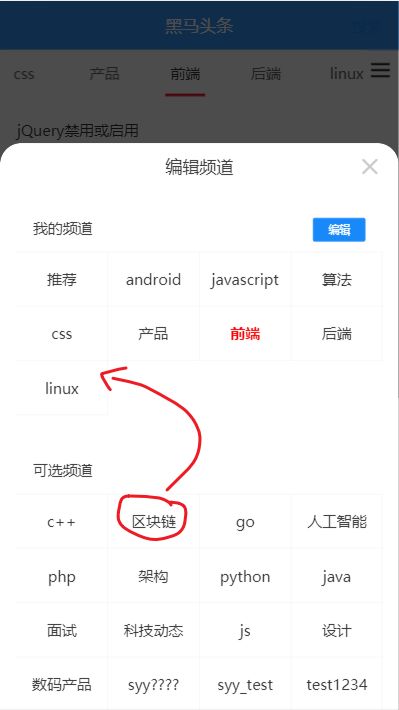 黑马头条
css 产品 前端 后端 linux
jQuery禁用或启用
编辑频道
我的频道 编辑
推荐 android javascript 算法
css 产品 前端 后端
linux
可选频道
c++ 区块链 go 人工智能
php 架构 python java
面试 科技动态 js 设计
数码产品 syy???? syy_test test1234